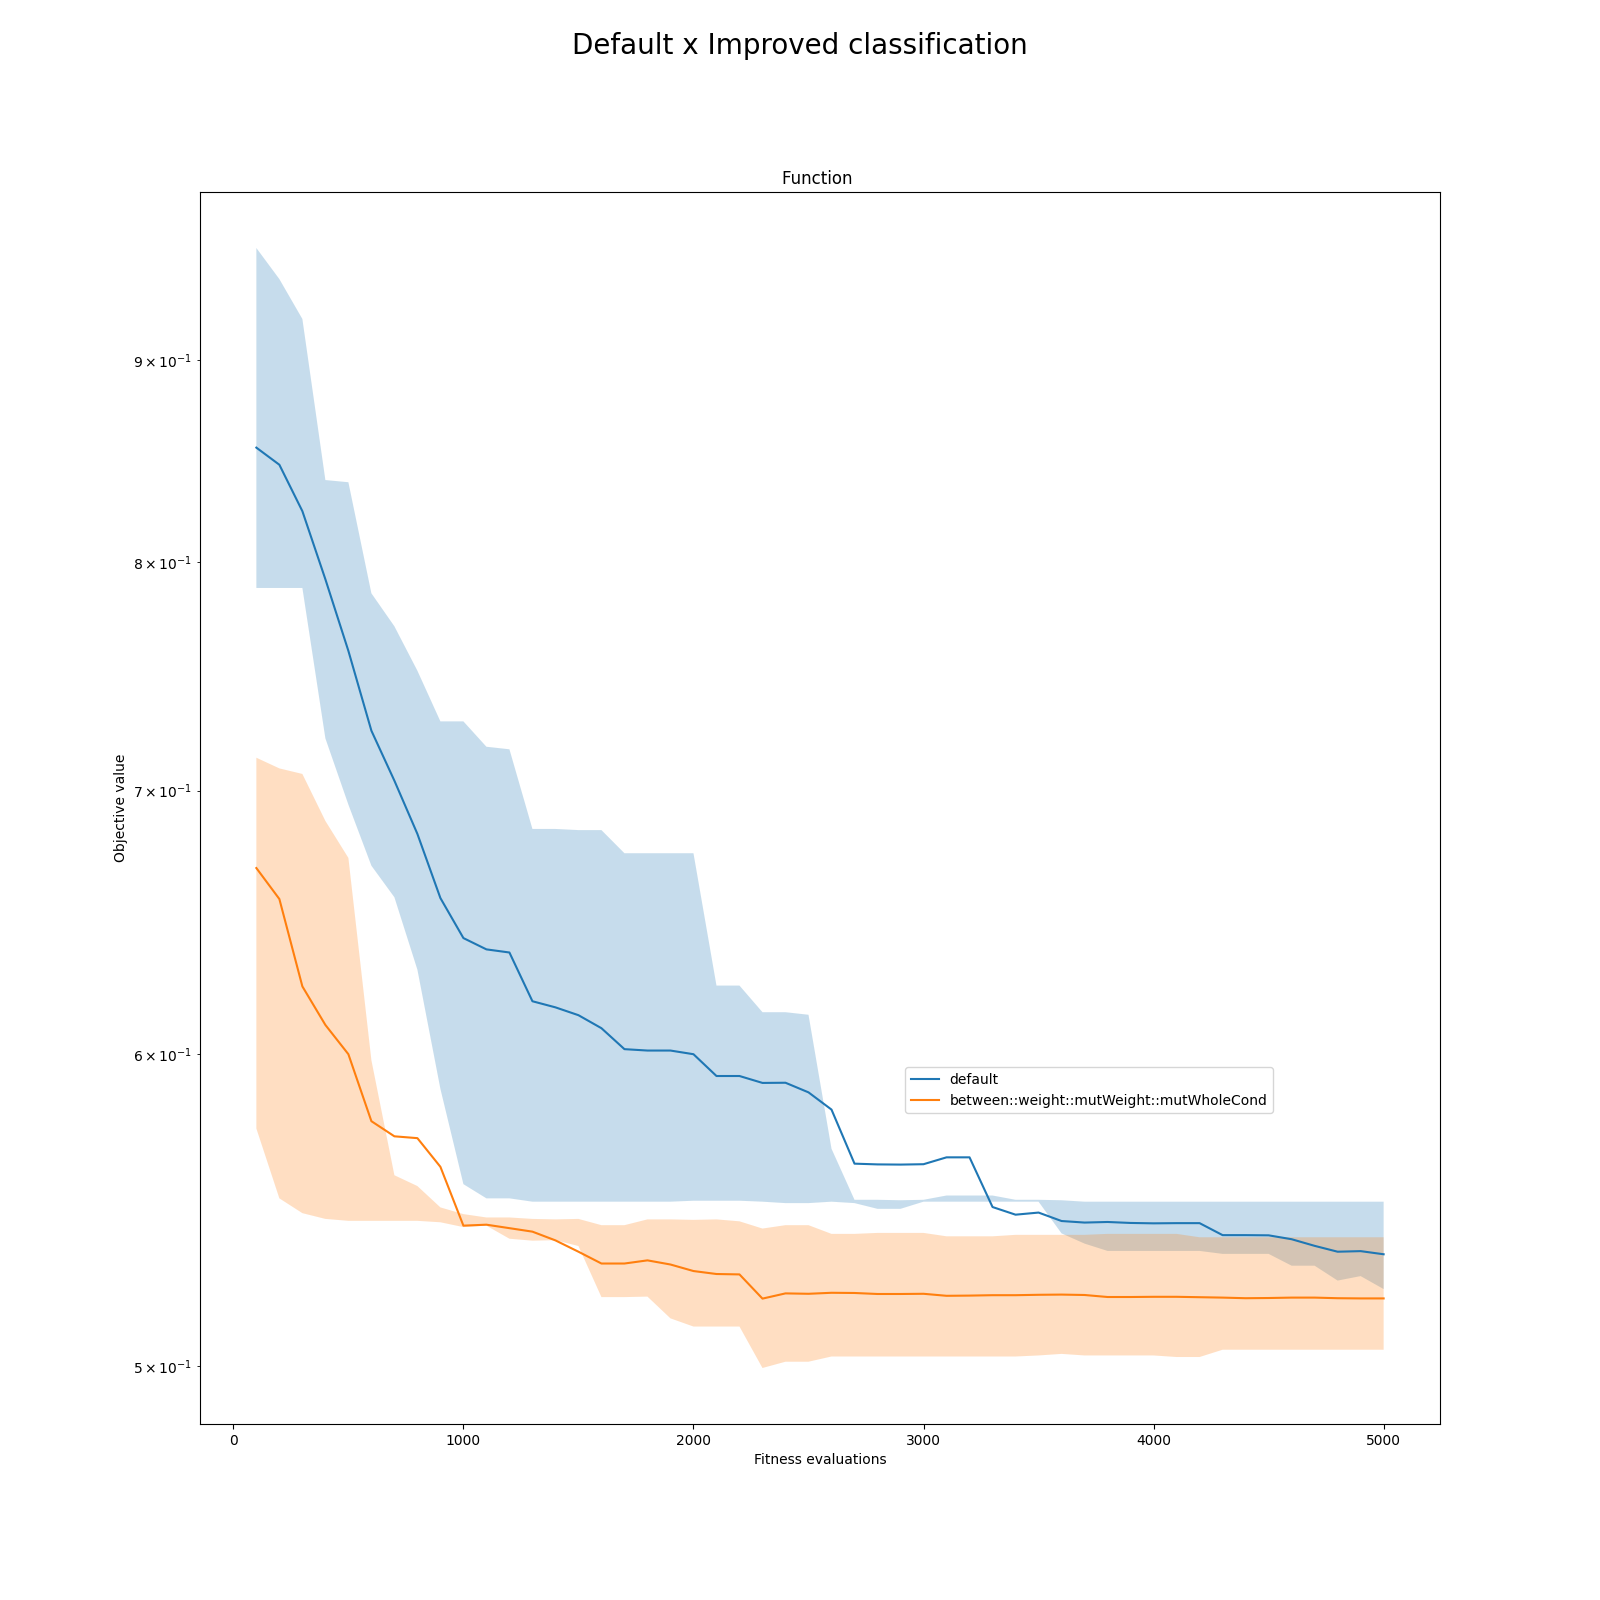 Default x Improved classification
Function
9 × 10⁻¹
8 × 10⁻¹
7 × 10⁻¹
6 × 10⁻¹
5 × 10⁻¹
Objective value
default
between::weight::mutWeight::mutWholeCond
0 1000 2000 3000 4000 5000
Fitness evaluations